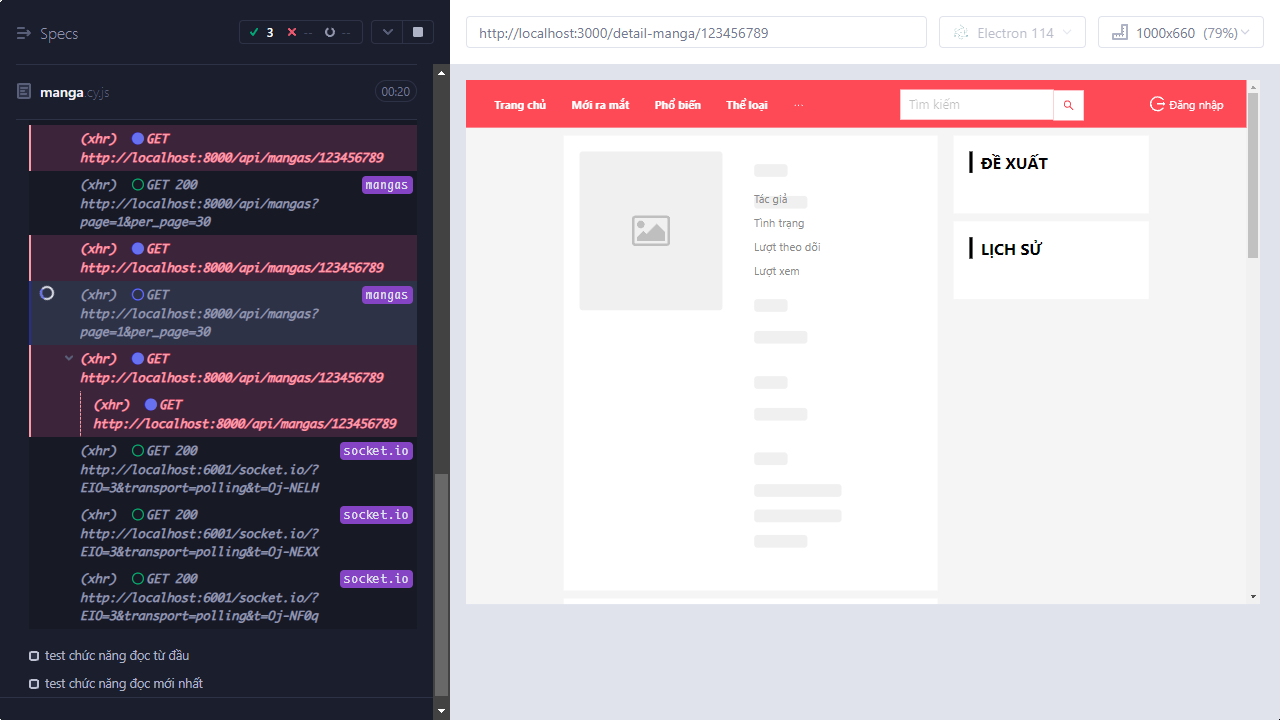 Specs
3
--
--
manga.cy.js
00:20
(xhr) GET
http://localhost:8000/api/mangas/123456789
(xhr) GET 200
mangas
http://localhost:8000/api/mangas?
page=1&per_page=30
(xhr) GET
http://localhost:8000/api/mangas/123456789
(xhr) GET
mangas
http://localhost:8000/api/mangas?
page=1&per_page=30
(xhr) GET
http://localhost:8000/api/mangas/123456789
(xhr) GET
http://localhost:8000/api/mangas/123456789
(xhr) GET 200
socket.io
http://localhost:6001/socket.io/?
EIO=3&transport=polling&t=Oj-NELH
(xhr) GET 200
socket.io
http://localhost:6001/socket.io/?
EIO=3&transport=polling&t=Oj-NEXX
(xhr) GET 200
socket.io
http://localhost:6001/socket.io/?
EIO=3&transport=polling&t=Oj-NF0q
test chức năng đọc từ đầu
test chức năng đọc mới nhất
http://localhost:3000/detail-manga/123456789
Electron 114
1000x660 (79%)
Trang chủ
Mới ra mắt
Phổ biến
Thể loại
···
Tìm kiếm
Đăng nhập
Tác giả
Tình trạng
Lượt theo dõi
Lượt xem
ĐỀ XUẤT
LỊCH SỬ